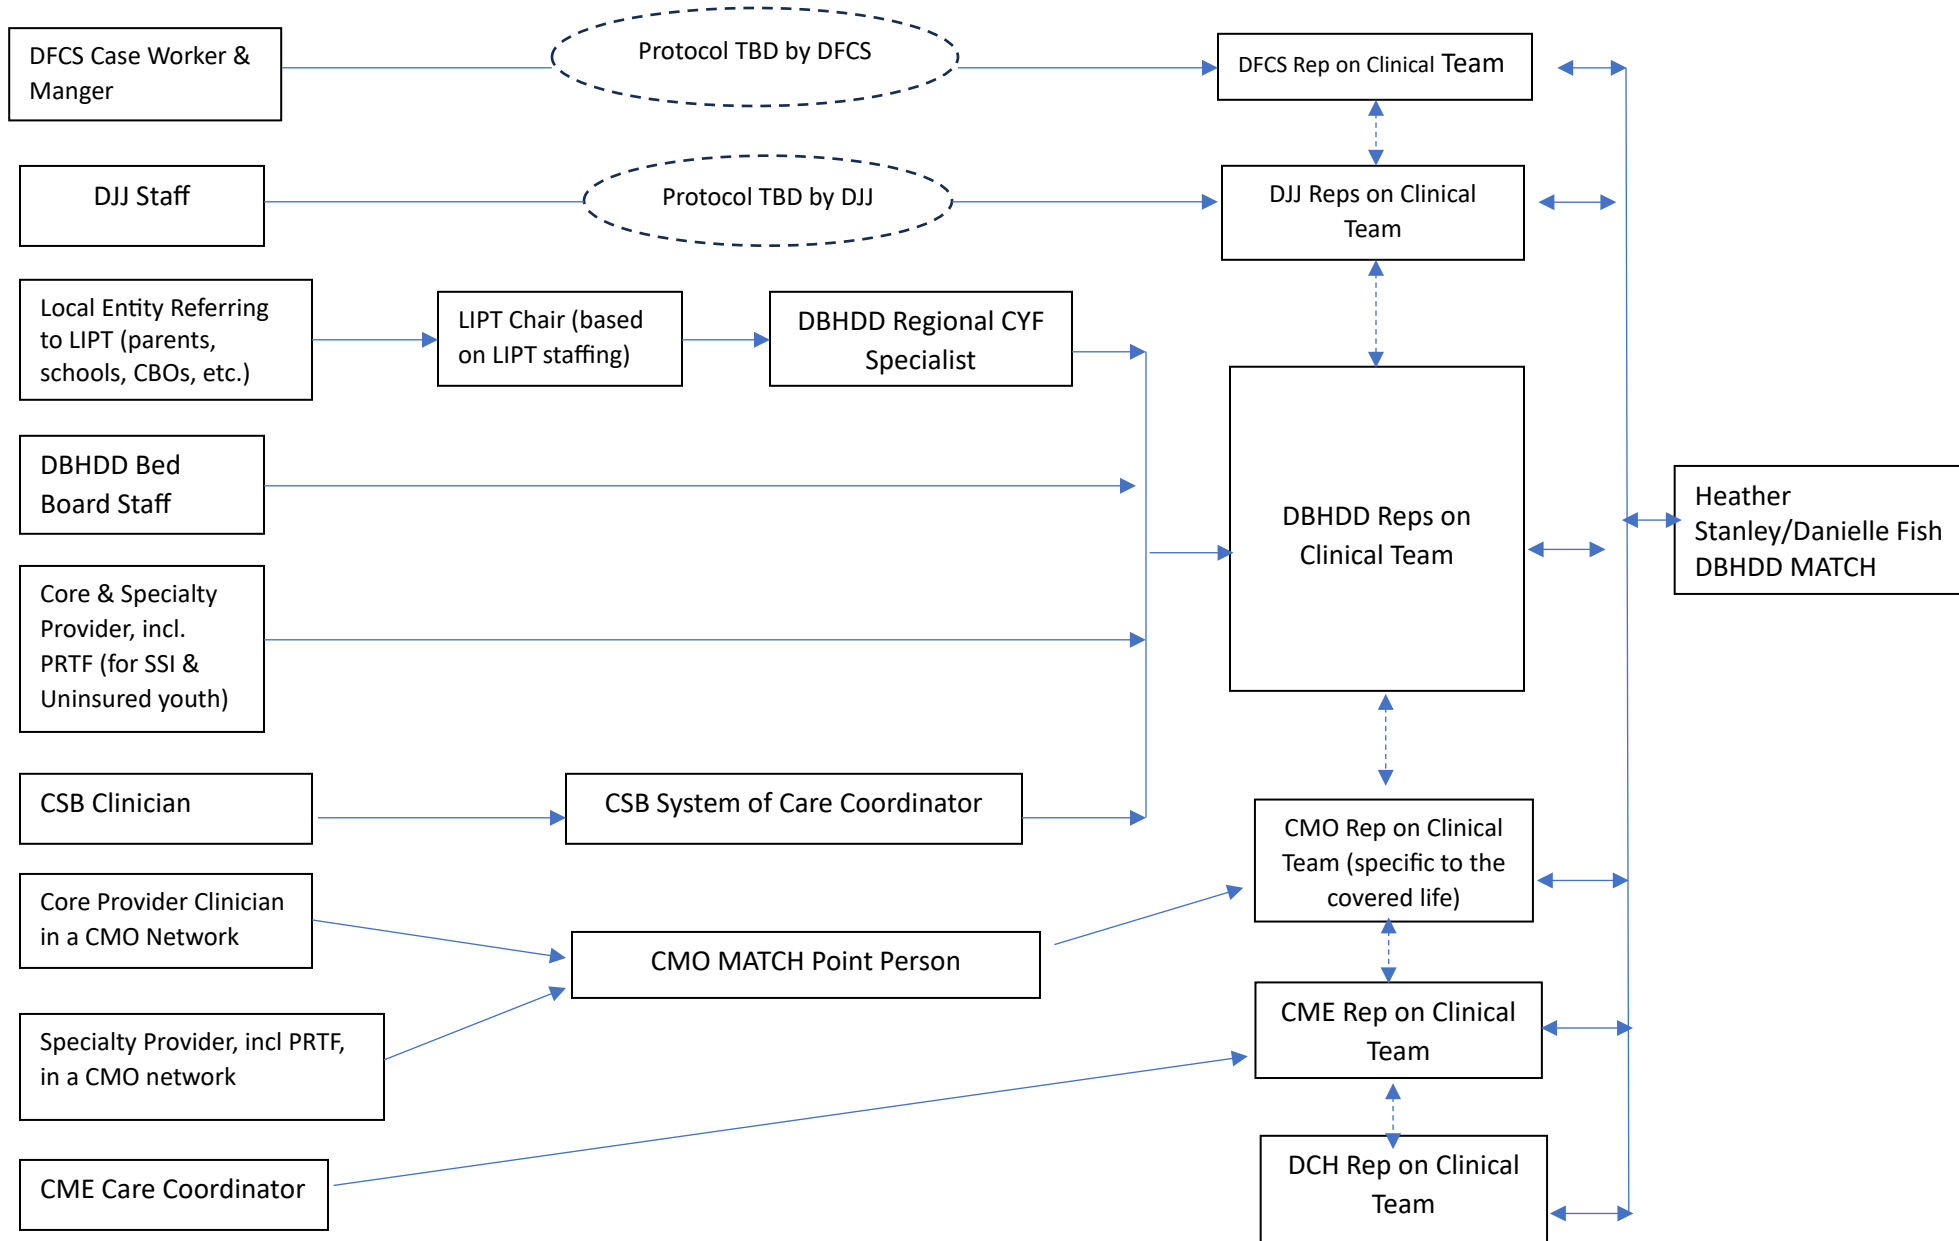 DFCS Case Worker &
Manger
Protocol TBD by DFCS
DFCS Rep on Clinical Team
DJJ Staff
Protocol TBD by DJJ
DJJ Reps on Clinical
Team
Local Entity Referring
to LIPT (parents,
schools, CBOs, etc.)
LIPT Chair (based
on LIPT staffing)
DBHDD Regional CYF
Specialist
DBHDD Bed
Board Staff
DBHDD Reps on
Clinical Team
Heather
Stanley/Danielle Fish
DBHDD MATCH
Core & Specialty
Provider, incl.
PRTF (for SSI &
Uninsured youth)
CSB Clinician
CSB System of Care Coordinator
CMO Rep on Clinical
Team (specific to the
covered life)
Core Provider Clinician
in a CMO Network
CMO MATCH Point Person
Specialty Provider, incl PRTF,
in a CMO network
CME Rep on Clinical
Team
CME Care Coordinator
DCH Rep on Clinical
Team